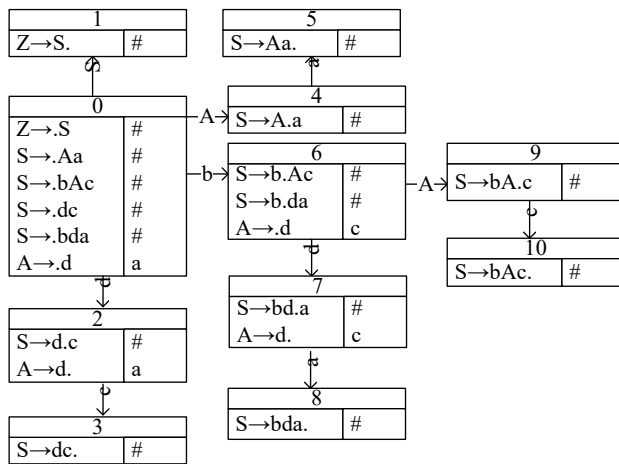 1
Z→S. #
S
0
Z→.S #
S→.Aa #
S→.bAc #
S→.dc #
S→.bda #
A→.d a
d
2
S→d.c #
A→d. a
c
3
S→dc. #
5
S→Aa. #
a
A
4
S→A.a #
b
6
S→b.Ac #
S→b.da #
A→.d c
d
7
S→bd.a #
A→d. c
a
8
S→bda. #
A
9
S→bA.c #
c
10
S→bAc. #